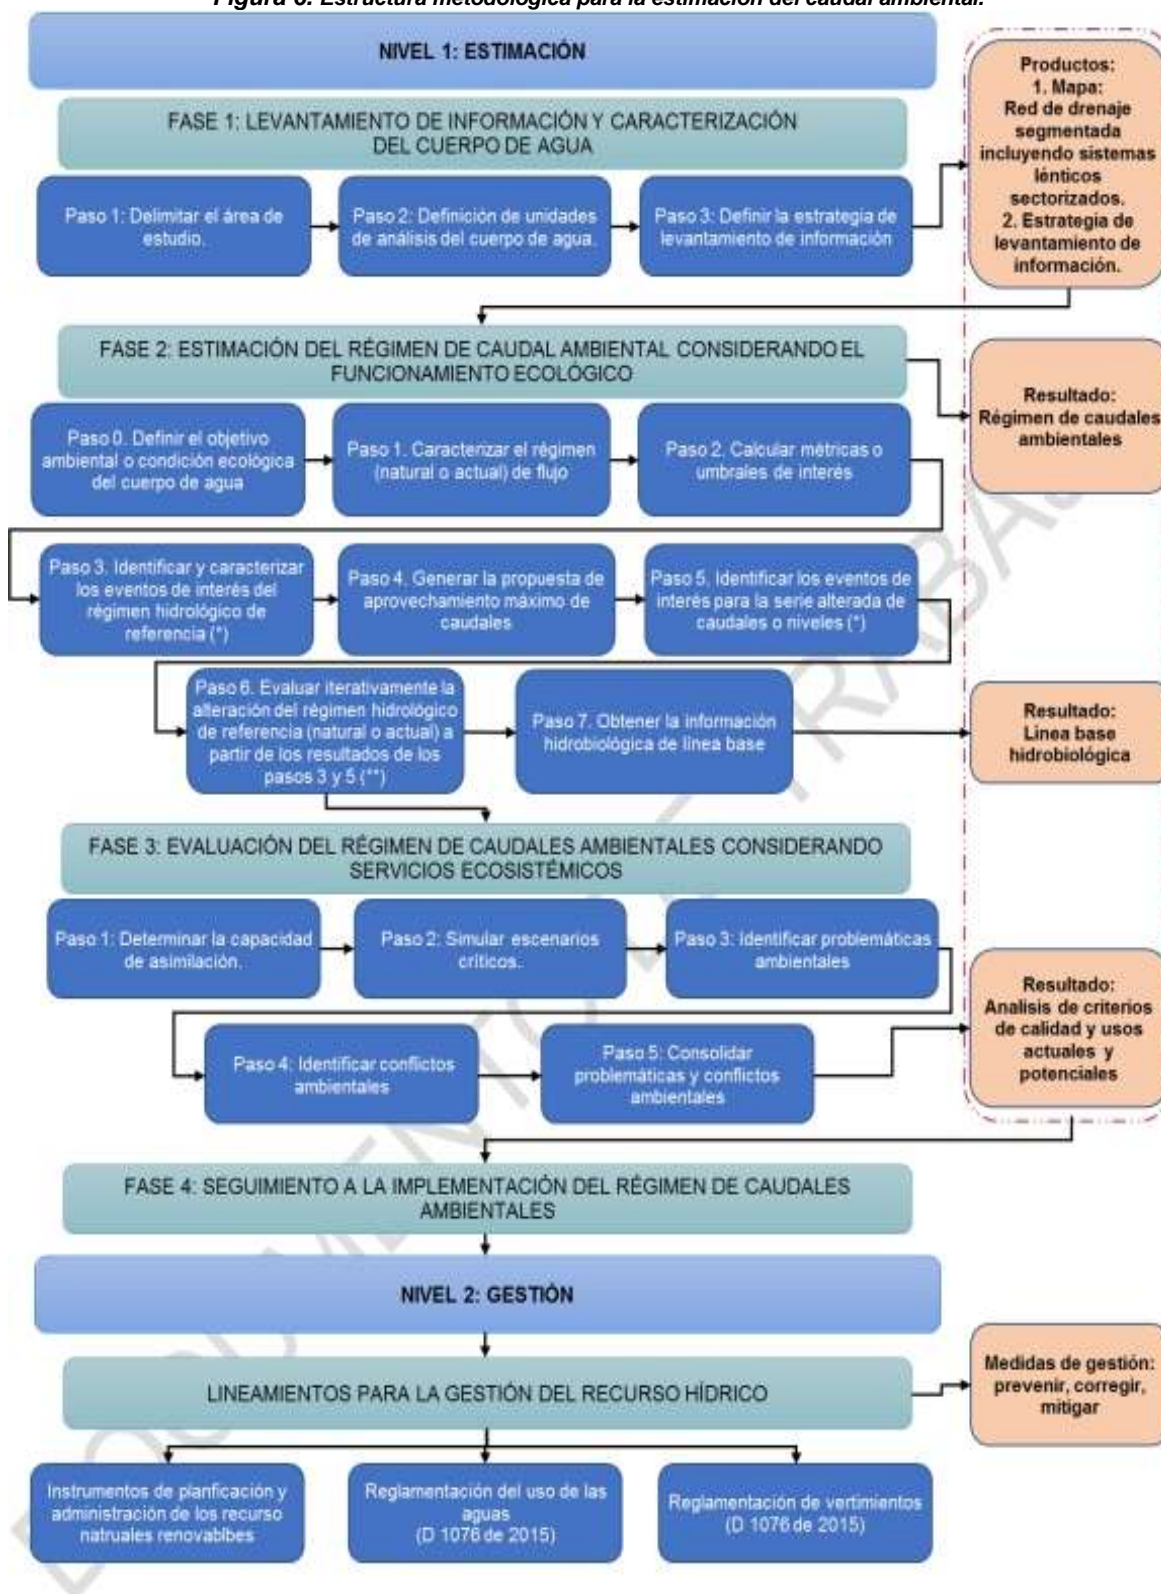 Figura 6. Estructura metodológica para la estimación del caudal ambiental.
NIVEL 1: ESTIMACIÓN
FASE 1: LEVANTAMIENTO DE INFORMACIÓN Y CARACTERIZACIÓN
DEL CUERPO DE AGUA
Paso 1: Delimitar el área de
estudio.
Paso 2: Definición de unidades
de análisis del cuerpo de agua.
Paso 3: Definir la estrategia de
levantamiento de información
Productos:
1. Mapa:
Red de drenaje
segmentada
incluyendo sistemas
lénticos
sectorizados.
2. Estrategia de
levantamiento de
información.
FASE 2: ESTIMACIÓN DEL RÉGIMEN DE CAUDAL AMBIENTAL CONSIDERANDO EL
FUNCIONAMIENTO ECOLÓGICO
Resultado:
Régimen de caudales
ambientales
Paso 0. Definir el objetivo
ambiental o condición ecológica
del cuerpo de agua
Paso 1. Caracterizar el régimen
(natural o actual) de flujo
Paso 2. Calcular métricas o
umbrales de interés
Paso 3. Identificar y caracterizar
los eventos de interés del
régimen hidrológico de
referencia (*)
Paso 4. Generar la propuesta de
aprovechamiento máximo de
caudales
Paso 5. Identificar los eventos de
interés para la serie alterada de
caudales o niveles (*)
Paso 6. Evaluar iterativamente la
alteración del régimen hidrológico
de referencia (natural o actual) a
partir de los resultados de los
pasos 3 y 5 (**)
Paso 7. Obtener la información
hidrobiológica de línea base
Resultado:
Linea base
hidrobiológica
FASE 3: EVALUACIÓN DEL RÉGIMEN DE CAUDALES AMBIENTALES CONSIDERANDO
SERVICIOS ECOSISTÉMICOS
Paso 1: Determinar la capacidad
de asimilación.
Paso 2: Simular escenarios
críticos.
Paso 3: Identificar problemáticas
ambientales
Paso 4: Identificar conflictos
ambientales
Paso 5: Consolidar
problemáticas y conflictos
ambientales
Resultado:
Analisis de criterios
de calidad y usos
actuales y
potenciales
FASE 4: SEGUIMIENTO A LA IMPLEMENTACIÓN DEL RÉGIMEN DE CAUDALES
AMBIENTALES
NIVEL 2: GESTIÓN
LINEAMIENTOS PARA LA GESTIÓN DEL RECURSO HÍDRICO
Medidas de gestión:
prevenir, corregir,
mitigar
Instrumentos de planficación y
administración de los recurso
natruales renovablbes
Reglamentación del uso de las
aguas
(D 1076 de 2015)
Reglamentación de vertimientos
(D 1076 de 2015)